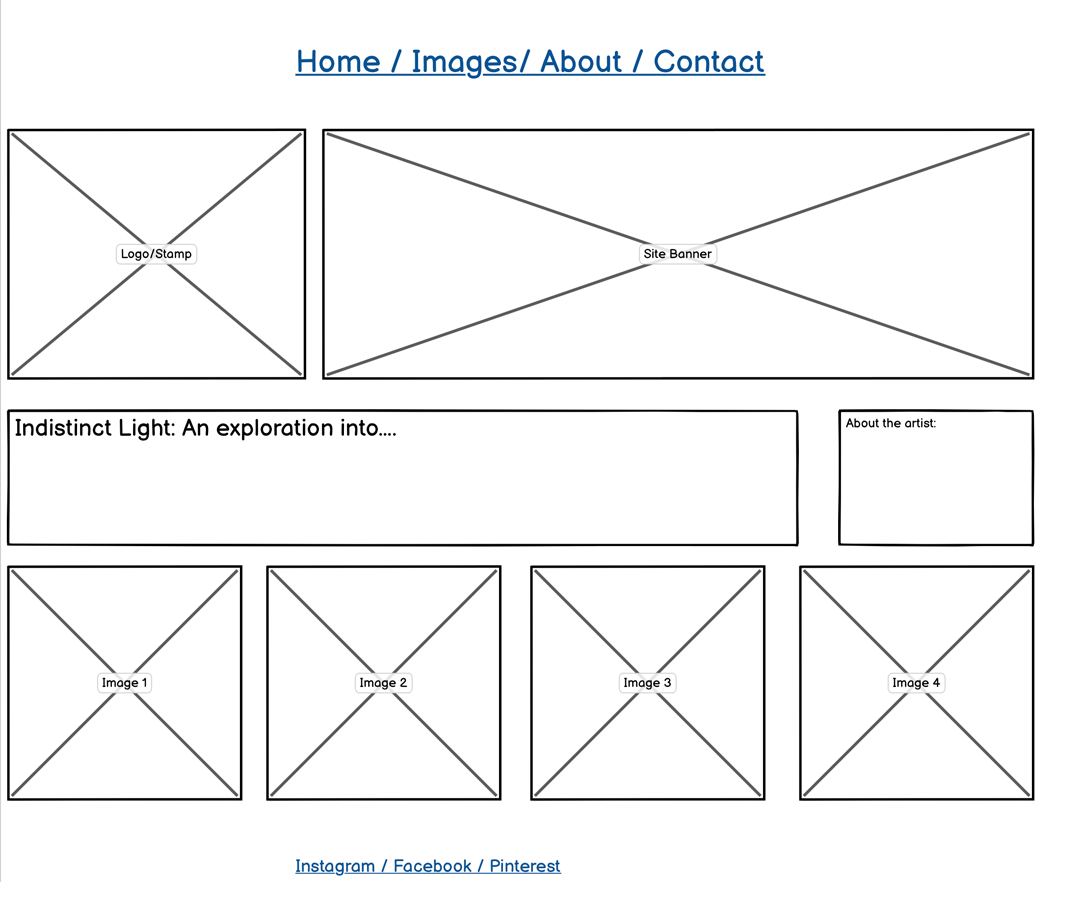 Home / Images/ About / Contact
Logo/Stamp
Site Banner
Indistinct Light: An exploration into....
About the artist:
Image 1
Image 2
Image 3
Image 4
Instagram / Facebook / Pinterest